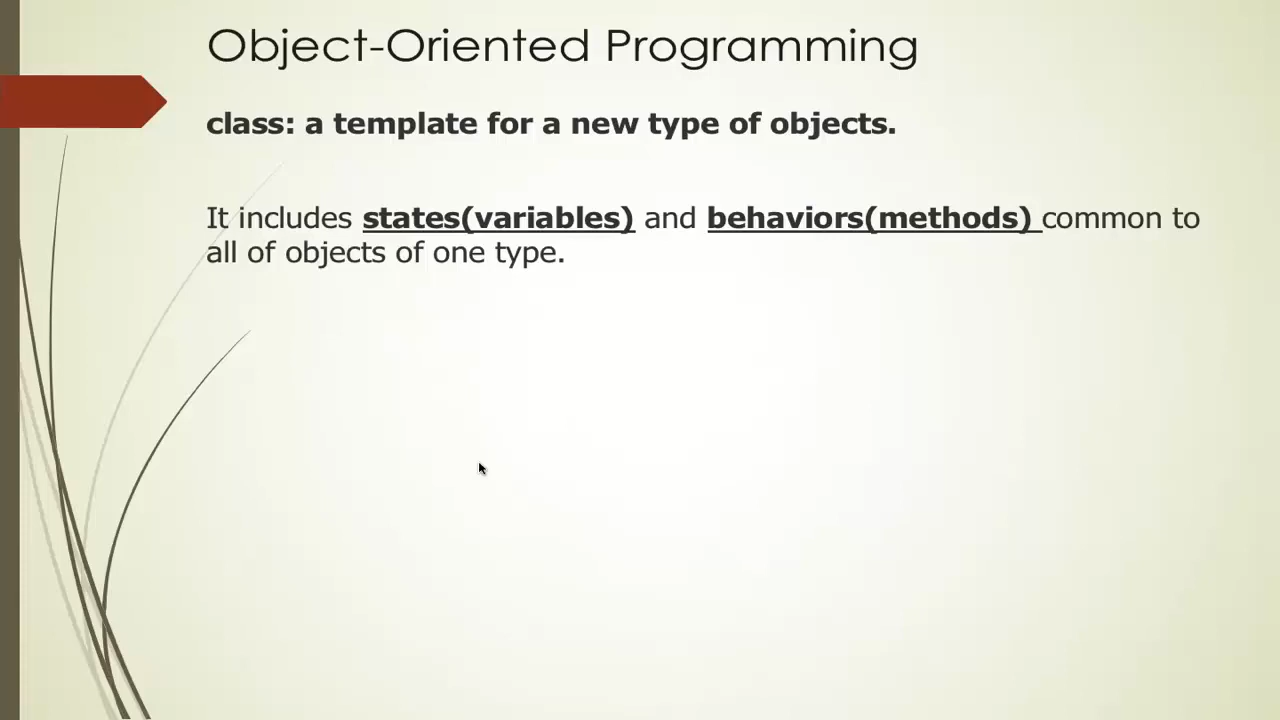 Object-Oriented Programming
class: a template for a new type of objects.
It includes states(variables) and behaviors(methods) common to
all of objects of one type.